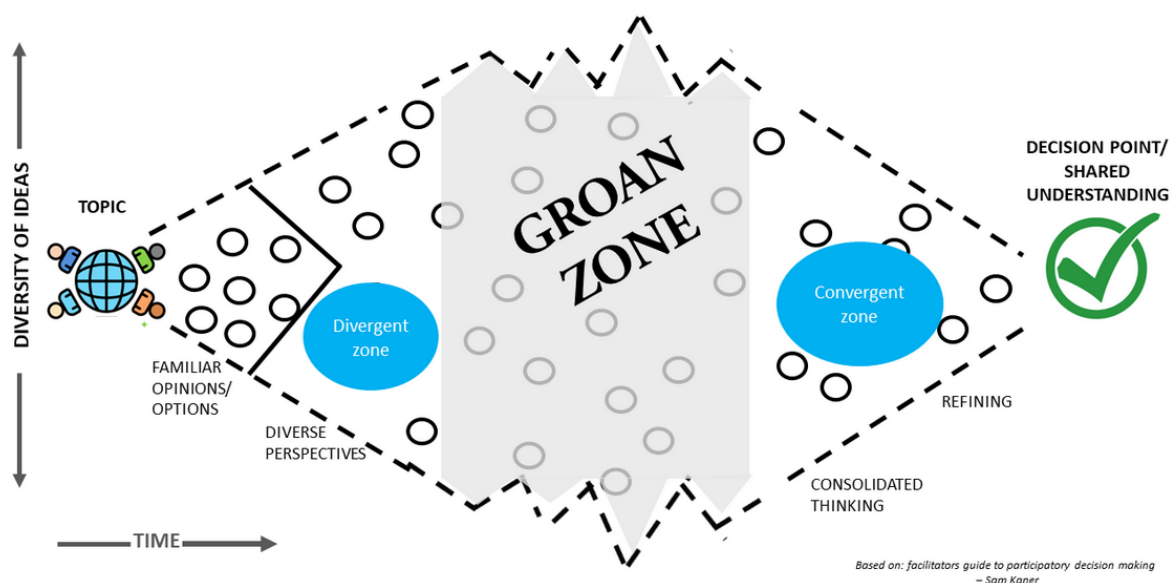 DIVERSITY OF IDEAS
TOPIC
FAMILIAR
OPINIONS/
OPTIONS
DIVERSE
PERSPECTIVES
Divergent
zone
GROAN
ZONE
Convergent
zone
CONSOLIDATED
THINKING
REFINING
DECISION POINT/
SHARED
UNDERSTANDING
TIME
Based on: facilitators guide to participatory decision making
– Sam Kaner